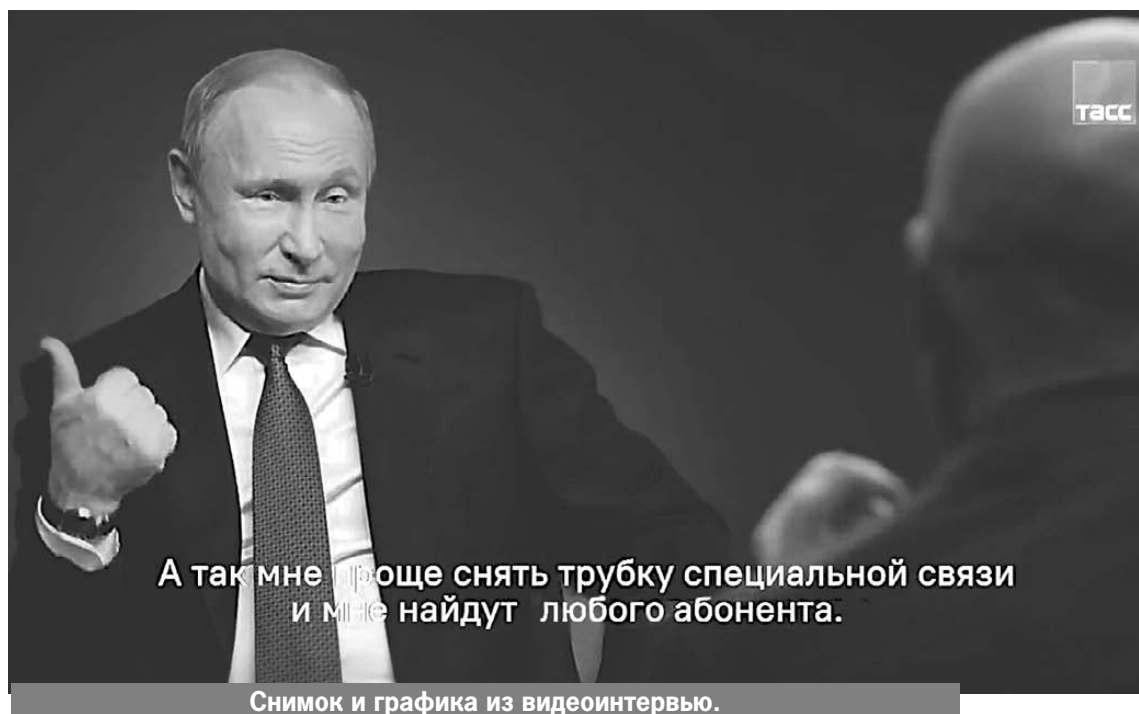 тасс
А так мне проще снять трубку специальной связи
и мне найдут любого абонента.
Снимок и графика из видеоинтервью.